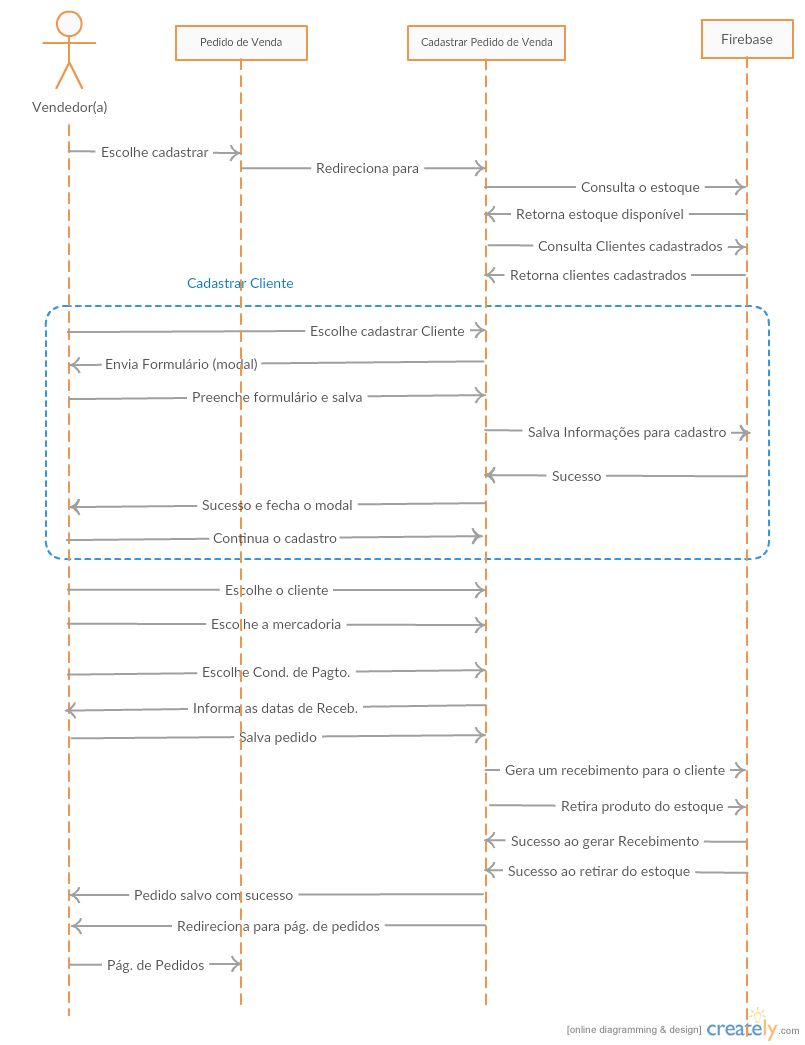 Pedido de Venda
Cadastrar Pedido de Venda
Firebase
Vendedor(a)
Escolhe cadastrar
Redireciona para
Consulta o estoque
Retorna estoque disponível
Consulta Clientes cadastrados
Retorna clientes cadastrados
Cadastrar Cliente
Escolhe cadastrar Cliente
Envia Formulário (modal)
Preenche formulário e salva
Salva Informações para cadastro
Sucesso
Sucesso e fecha o modal
Continua o cadastro
Escolhe o cliente
Escolhe a mercadoria
Escolhe Cond. de Pagto.
Informa as datas de Receb.
Salva pedido
Gera um recebimento para o cliente
Retira produto do estoque
Sucesso ao gerar Recebimento
Sucesso ao retirar do estoque
Pedido salvo com sucesso
Redireciona para pág. de pedidos
Pág. de Pedidos
[online diagramming & design] creately.com